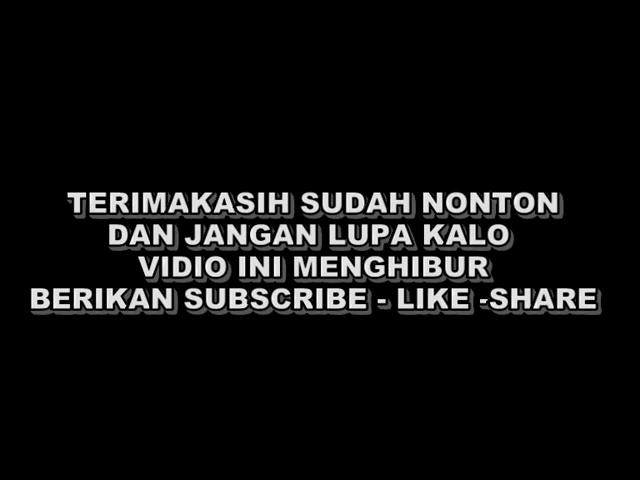 TERIMAKASIH SUDAH NONTON
DAN JANGAN LUPA KALO
VIDIO INI MENGHIBUR
BERIKAN SUBSCRIBE - LIKE -SHARE